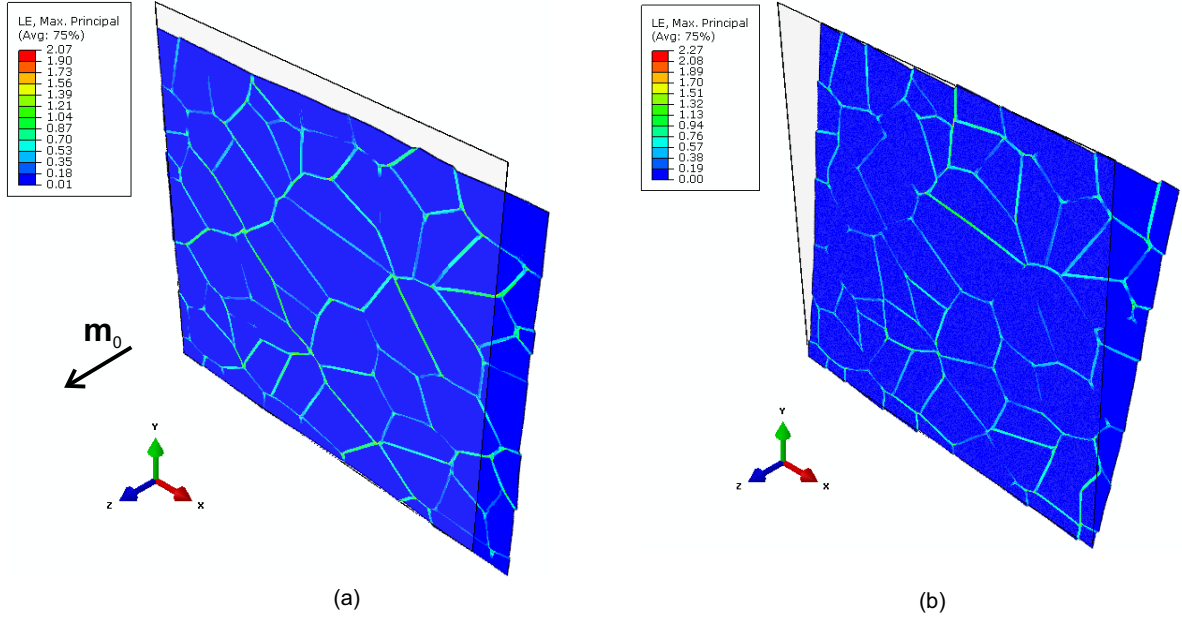 LE, Max. Principal
(Avg: 75%)
2.07
1.90
1.73
1.56
1.39
1.21
1.04
0.87
0.70
0.53
0.35
0.18
0.01
m0
Y
Z
X
(a)
LE, Max. Principal
(Avg: 75%)
2.27
2.08
1.89
1.70
1.51
1.32
1.13
0.94
0.76
0.57
0.38
0.19
0.00
Y
Z
X
(b)